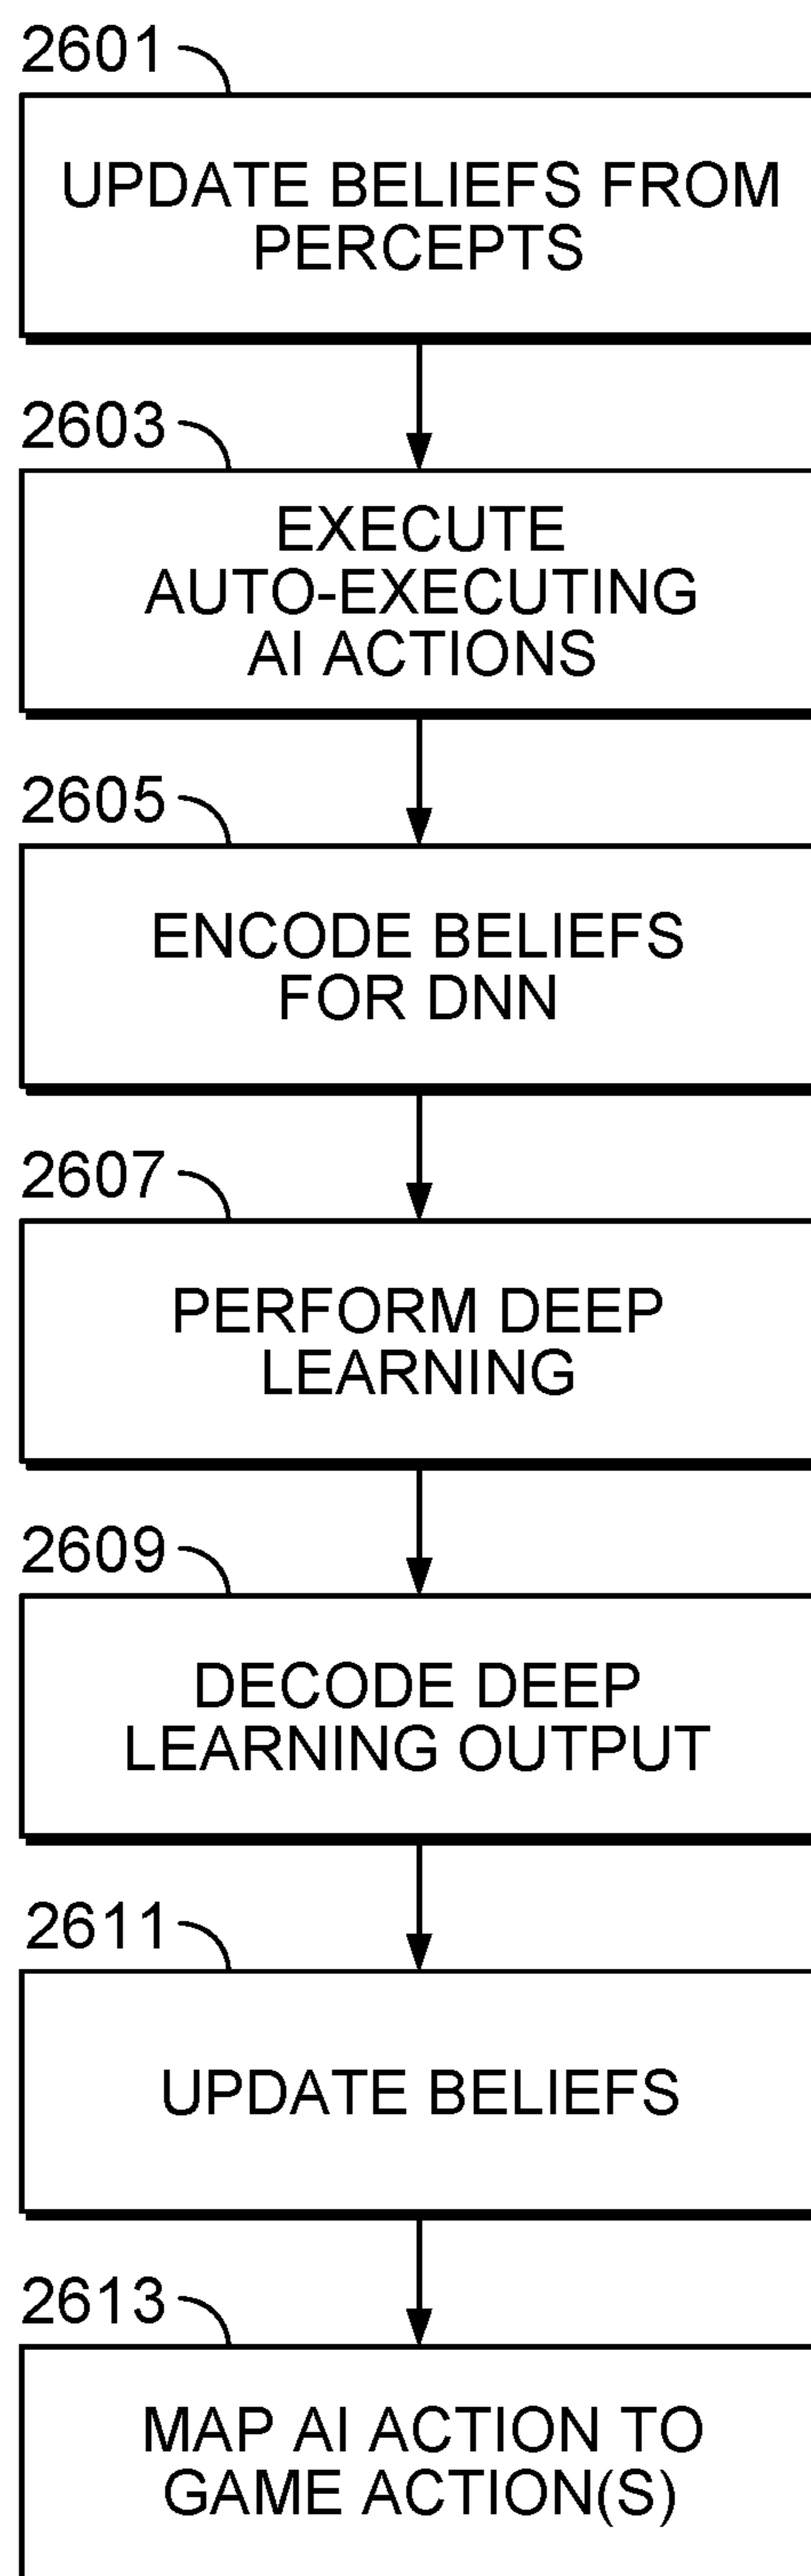 2601
UPDATE BELIEFS FROM
PERCEPTS
2603
EXECUTE
AUTO-EXECUTING
AI ACTIONS
2605
ENCODE BELIEFS
FOR DNN
2607
PERFORM DEEP
LEARNING
2609
DECODE DEEP
LEARNING OUTPUT
2611
UPDATE BELIEFS
2613
MAP AI ACTION TO
GAME ACTION(S)